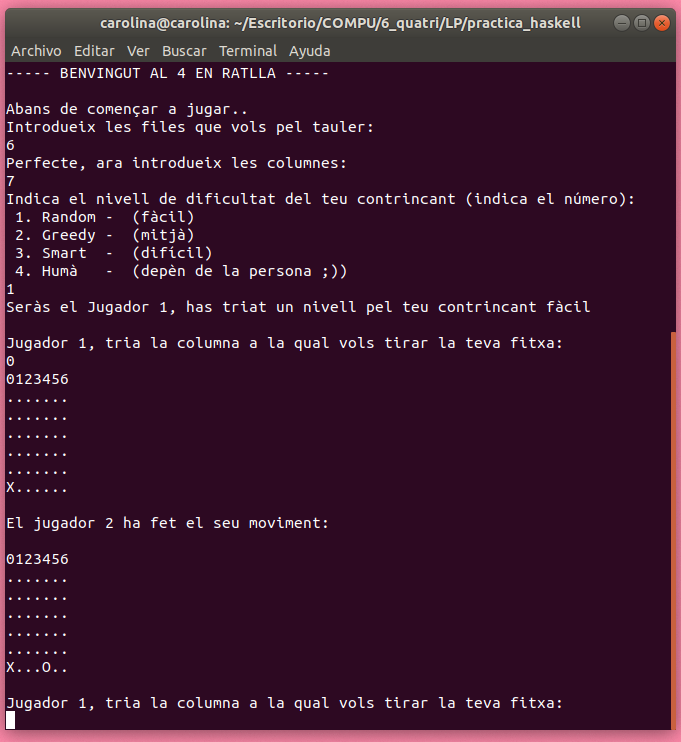 carolina@carolina: ~/Escritorio/COMPU/6_quatri/LP/practica_haskell
Archivo Editar Ver Buscar Terminal Ayuda
----- BENVINGUT AL 4 EN RATLLA -----
Abans de començar a jugar..
Introdueix les files que vols pel tauler:
6
Perfecte, ara introdueix les columnes:
7
Indica el nivell de dificultat del teu contrincant (indica el número):
1. Random -  (fàcil)
2. Greedy -  (mitjà)
3. Smart  -  (difícil)
4. Humà   -  (depèn de la persona ;))
1
Seràs el Jugador 1, has triat un nivell pel teu contrincant fàcil
Jugador 1, tria la columna a la qual vols tirar la teva fitxa:
0
0123456
.......
.......
.......
.......
.......
X......
El jugador 2 ha fet el seu moviment:
0123456
.......
.......
.......
.......
.......
X...O..
Jugador 1, tria la columna a la qual vols tirar la teva fitxa: